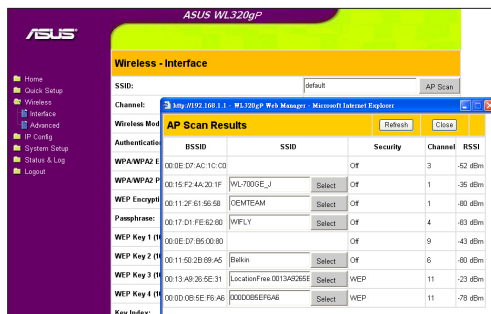 ASUS WL320gP
ASUS
Home
Quick Setup
Wireless
Interface
Advanced
IP Config
System Setup
Status & Log
Logout
Wireless - Interface
SSID: default AP Scan
Channel:
Wireless Mod
Authenticatio
WPA/WPA2 E
WPA/WPA P
WEP Encrypti
Passphrase:
WEP Key 1 (1
WEP Key 2 (1
WEP Key 3 (1
WEP Key 4 (1
Key Index:
http://192.168.1.1 - WL320gP Web Manager - Microsoft Internet Explorer
AP Scan Results Refresh Close
BSSID SSID Security Channel RSSI
00:0E:D7:AC:1C:C0 Off 3 -52 dBm
00:15:F2:4A:20:1F WL-700GE_J Select Off 1 -35 dBm
00:11:2F:61:56:58 OEMTEAM Select Off 1 -80 dBm
00:17:D1:FE:62:80 WIFLY Select Off 4 -83 dBm
00:0E:D7:B5:00:80 Off 9 -43 dBm
00:11:50:2B:89:A5 Belkin Select Off 6 -80 dBm
00:13:A9:26:5E:31 LocationFree.0013A9265E Select WEP 11 -23 dBm
00:0D:0B:5E:F6:A6 000D0B5EF6A6 Select WEP 11 -78 dBm